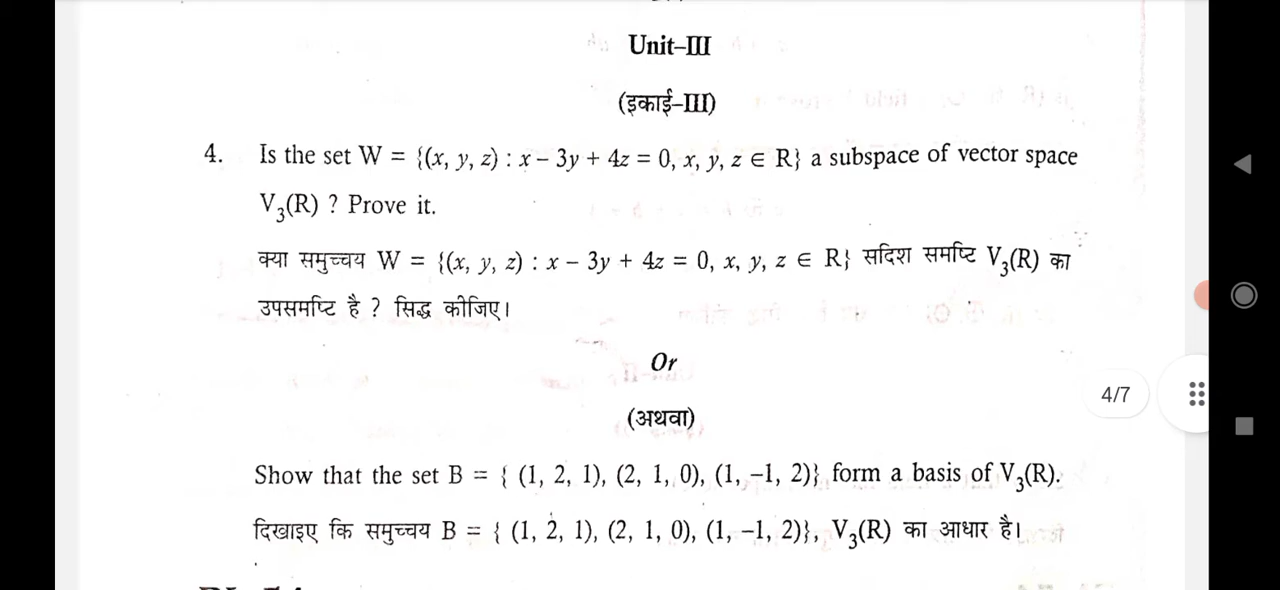 Unit–III
(इकाई–III)
4. Is the set W = {(x, y, z) : x – 3y + 4z = 0, x, y, z ∈ R} a subspace of vector space
V₃(R) ? Prove it.
क्या समुच्चय W = {(x, y, z) : x – 3y + 4z = 0, x, y, z ∈ R} सदिश समष्टि V₃(R) का
उपसमष्टि है ? सिद्ध कीजिए।
Or
(अथवा)
4/7
Show that the set B = { (1, 2, 1), (2, 1, 0), (1, –1, 2)} form a basis of V₃(R).
दिखाइए कि समुच्चय B = { (1, 2, 1), (2, 1, 0), (1, –1, 2)}, V₃(R) का आधार है।